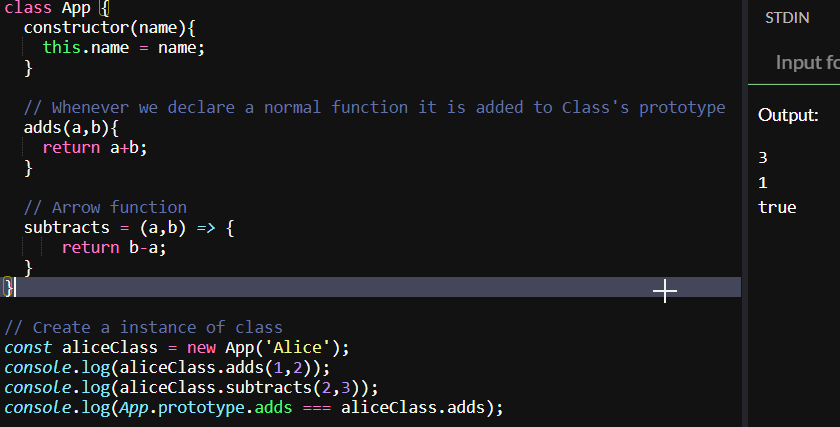 class App {
constructor(name){
this.name = name;
}
// Whenever we declare a normal function it is added to Class's prototype
adds(a,b){
return a+b;
}
// Arrow function
subtracts = (a,b) => {
return b-a;
}
}
// Create a instance of class
const aliceClass = new App('Alice');
console.log(aliceClass.adds(1,2));
console.log(aliceClass.subtracts(2,3));
console.log(App.prototype.adds === aliceClass.adds);
STDIN
Input
Output:
3
1
true